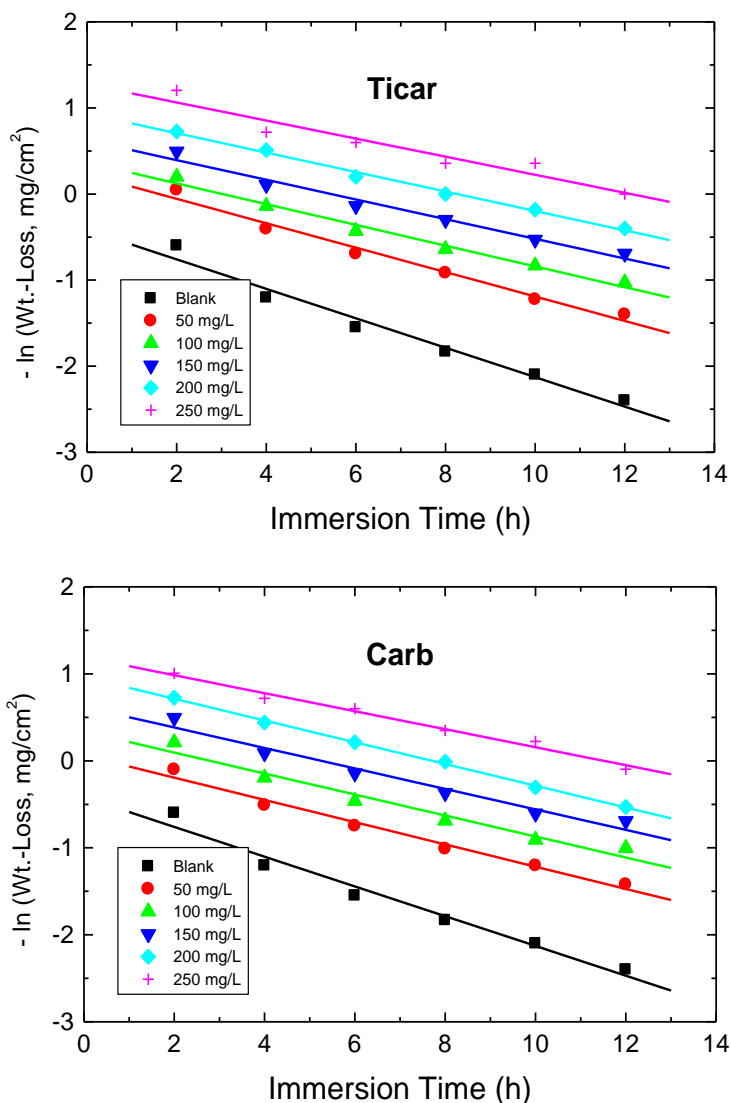 2
1
0
-1
-2
-3
- ln (Wt.-Loss, mg/cm²)
Ticar
Blank
50 mg/L
100 mg/L
150 mg/L
200 mg/L
250 mg/L
0 2 4 6 8 10 12 14
Immersion Time (h)
2
1
0
-1
-2
-3
- ln (Wt.-Loss, mg/cm²)
Carb
Blank
50 mg/L
100 mg/L
150 mg/L
200 mg/L
250 mg/L
0 2 4 6 8 10 12 14
Immersion Time (h)